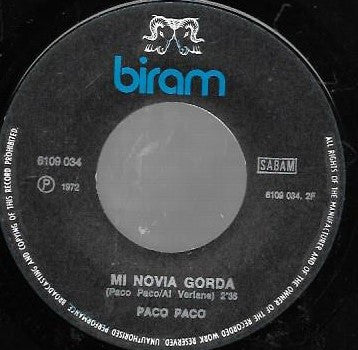 biram
6109 034
SABAM
P 1972
6109 034. 2F
MI NOVIA GORDA
(Paco Paco/Al Verlane) 2'36
PACO PACO
ALL RIGHTS OF THE MANUFACTURER AND OF THE OWNER OF THE RECORDED WORK RESERVED. UNAUTHORISED PERFORMANCE, BROADCASTING AND COPYING OF THIS RECORD PROHIBITED.